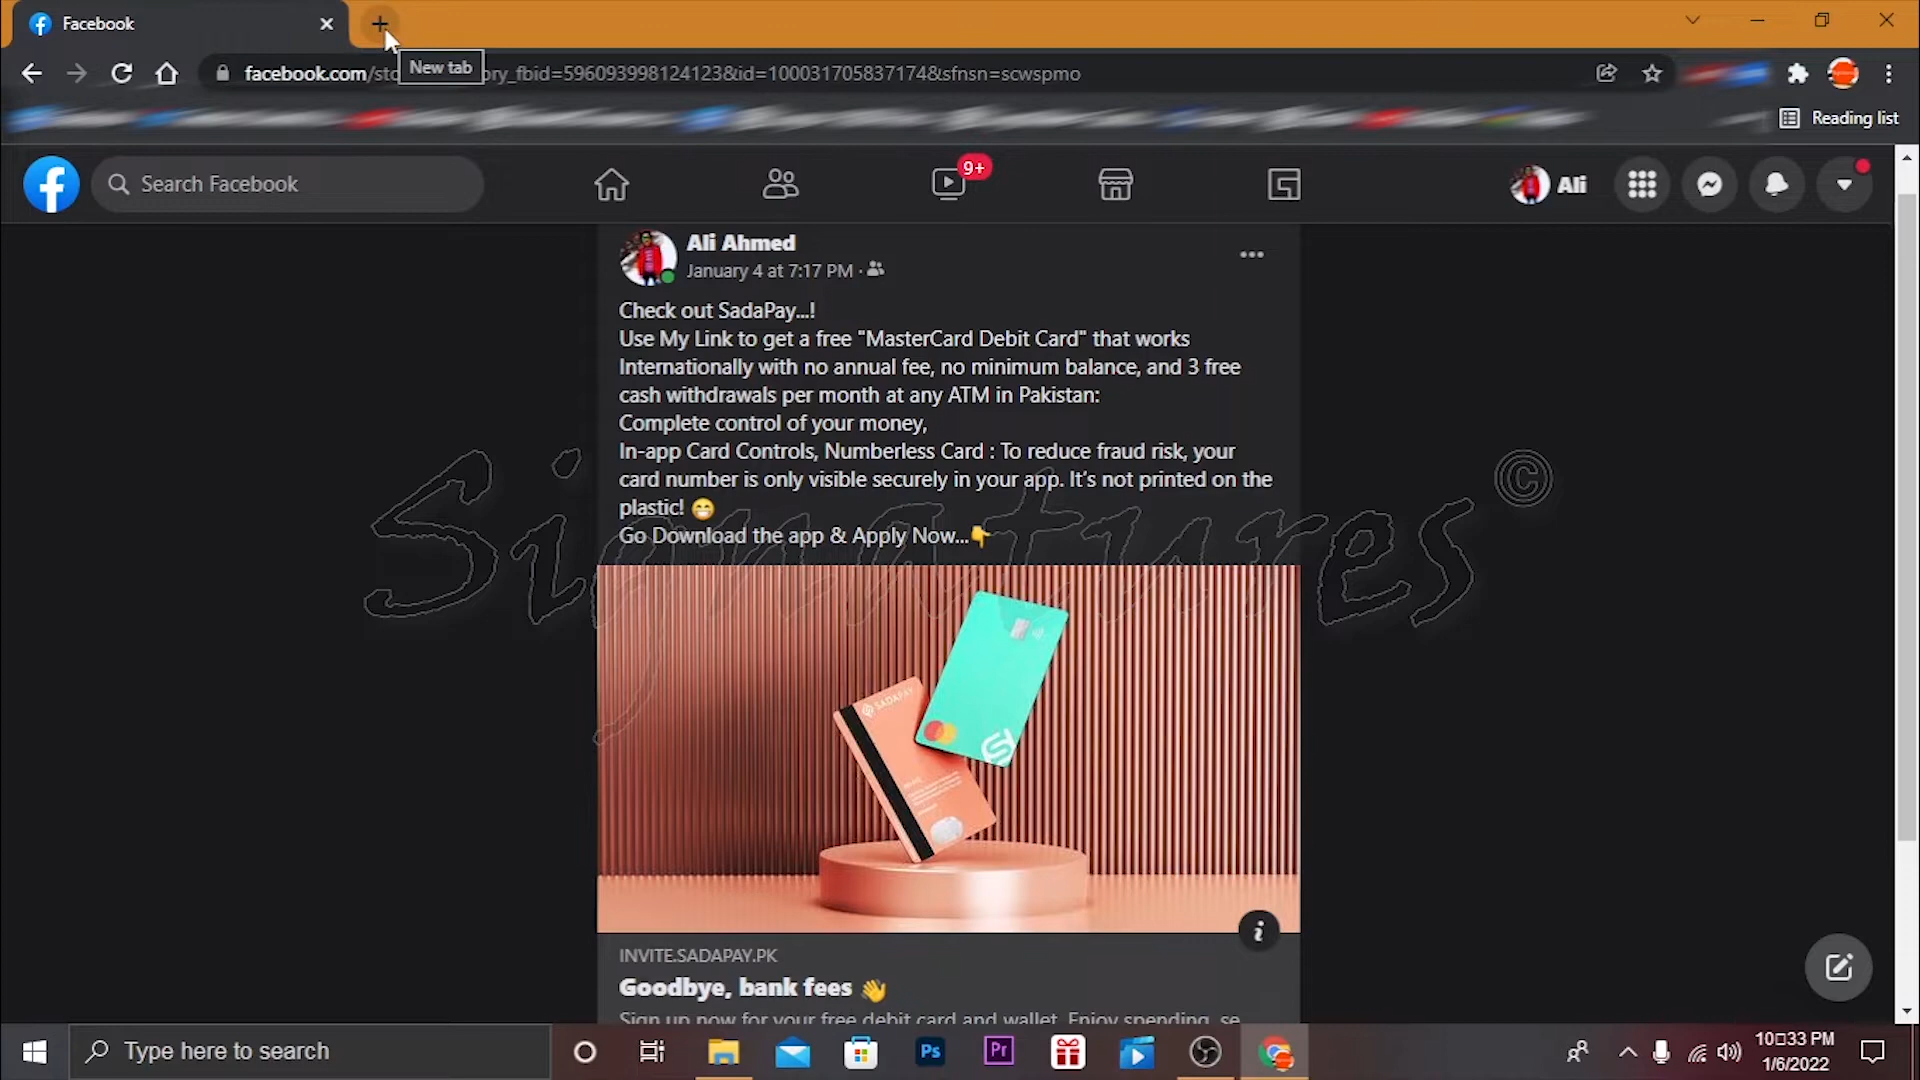 Facebook
New tab
facebook.com/sto
ory_fbid=596093998124123&id=100031705837174&sfnsn=scwspmo
Reading list
Search Facebook
9+
Ali
Ali Ahmed
January 4 at 7:17 PM ·
Check out SadaPay...!
Use My Link to get a free "MasterCard Debit Card" that works
Internationally with no annual fee, no minimum balance, and 3 free
cash withdrawals per month at any ATM in Pakistan:
Complete control of your money,
In-app Card Controls, Numberless Card : To reduce fraud risk, your
card number is only visible securely in your app. It's not printed on the
plastic! 😁
Go Download the app & Apply Now...👇
Signatures ©
SADAPAY
INVITE.SADAPAY.PK
Goodbye, bank fees 👋
Sign up now for your free debit card and wallet. Enjoy spending, se
Type here to search
Ps
Pr
10□33 PM
1/6/2022